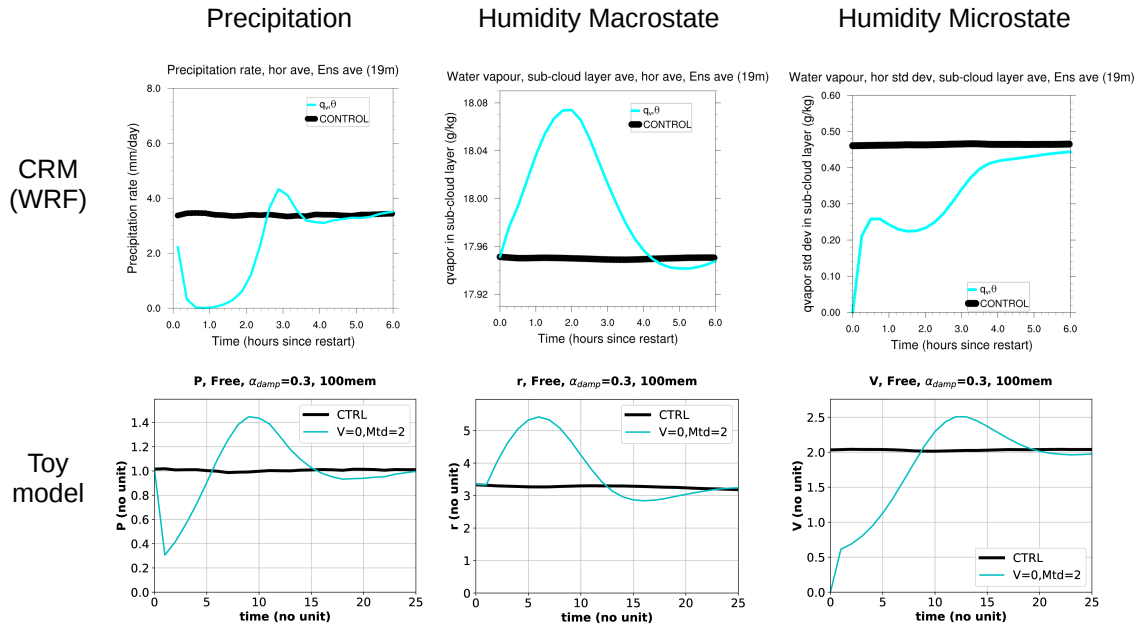 Precipitation
Humidity Macrostate
Humidity Microstate
CRM
(WRF)
Precipitation rate, hor ave, Ens ave (19m)
8.0
6.0
4.0
2.0
0.0
Precipitation rate (mm/day)
q_v,θ
CONTROL
0.0 1.0 2.0 3.0 4.0 5.0 6.0
Time (hours since restart)
Water vapour, sub-cloud layer ave, hor ave, Ens ave (19m)
18.08
18.04
18.00
17.96
17.92
qvapor in sub-cloud layer (g/kg)
q_v,θ
CONTROL
0.0 1.0 2.0 3.0 4.0 5.0 6.0
Time (hours since restart)
Water vapour, hor std dev, sub-cloud layer ave, Ens ave (19m)
0.60
0.50
0.40
0.30
0.20
0.10
0.00
qvapor std dev in sub-cloud layer (g/kg)
q_v,θ
CONTROL
0.0 1.0 2.0 3.0 4.0 5.0 6.0
Time (hours since restart)
Toy
model
P, Free, α_damp=0.3, 100mem
1.4
1.2
1.0
0.8
0.6
0.4
0.2
0.0
P (no unit)
CTRL
V=0,Mtd=2
0 5 10 15 20 25
time (no unit)
r, Free, α_damp=0.3, 100mem
5
4
3
2
1
0
r (no unit)
CTRL
V=0,Mtd=2
0 5 10 15 20 25
time (no unit)
V, Free, α_damp=0.3, 100mem
2.5
2.0
1.5
1.0
0.5
0.0
V (no unit)
CTRL
V=0,Mtd=2
0 5 10 15 20 25
time (no unit)